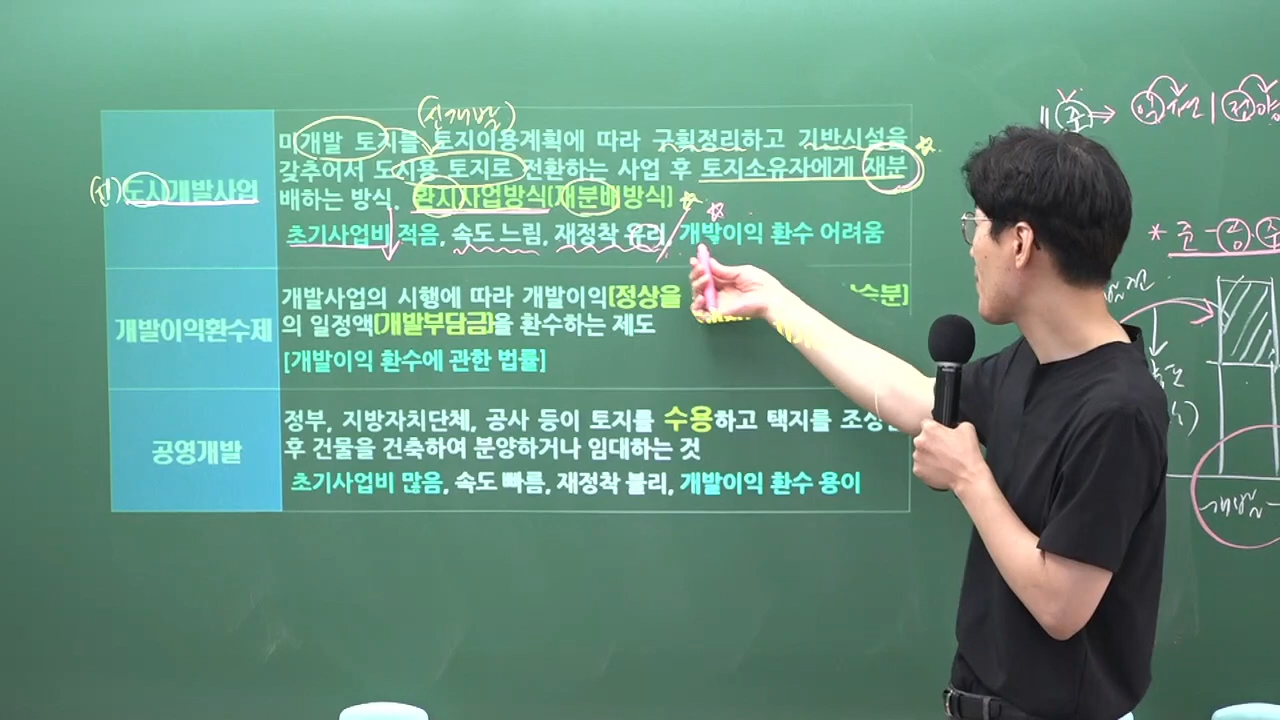 (신개발)
도시개발사업
미개발 토지를 토지이용계획에 따라 구획정리하고 기반시설을
갖추어서 도시용 토지로 전환하는 사업 후 토지소유자에게 재분
배하는 방식, 환지사업방식[재분배방식]
초기사업비 적음, 속도 느림, 재정착 유리, 개발이익 환수 어려움
개발이익환수제
개발사업의 시행에 따라 개발이익[정상을
의 일정액[개발부담금]을 환수하는 제도
[개발이익 환수에 관한 법률]
공영개발
정부, 지방자치단체, 공사 등이 토지를 수용하고 택지를 조성
후 건물을 건축하여 분양하거나 임대하는 것
초기사업비 많음, 속도 빠름, 재정착 불리, 개발이익 환수 용이